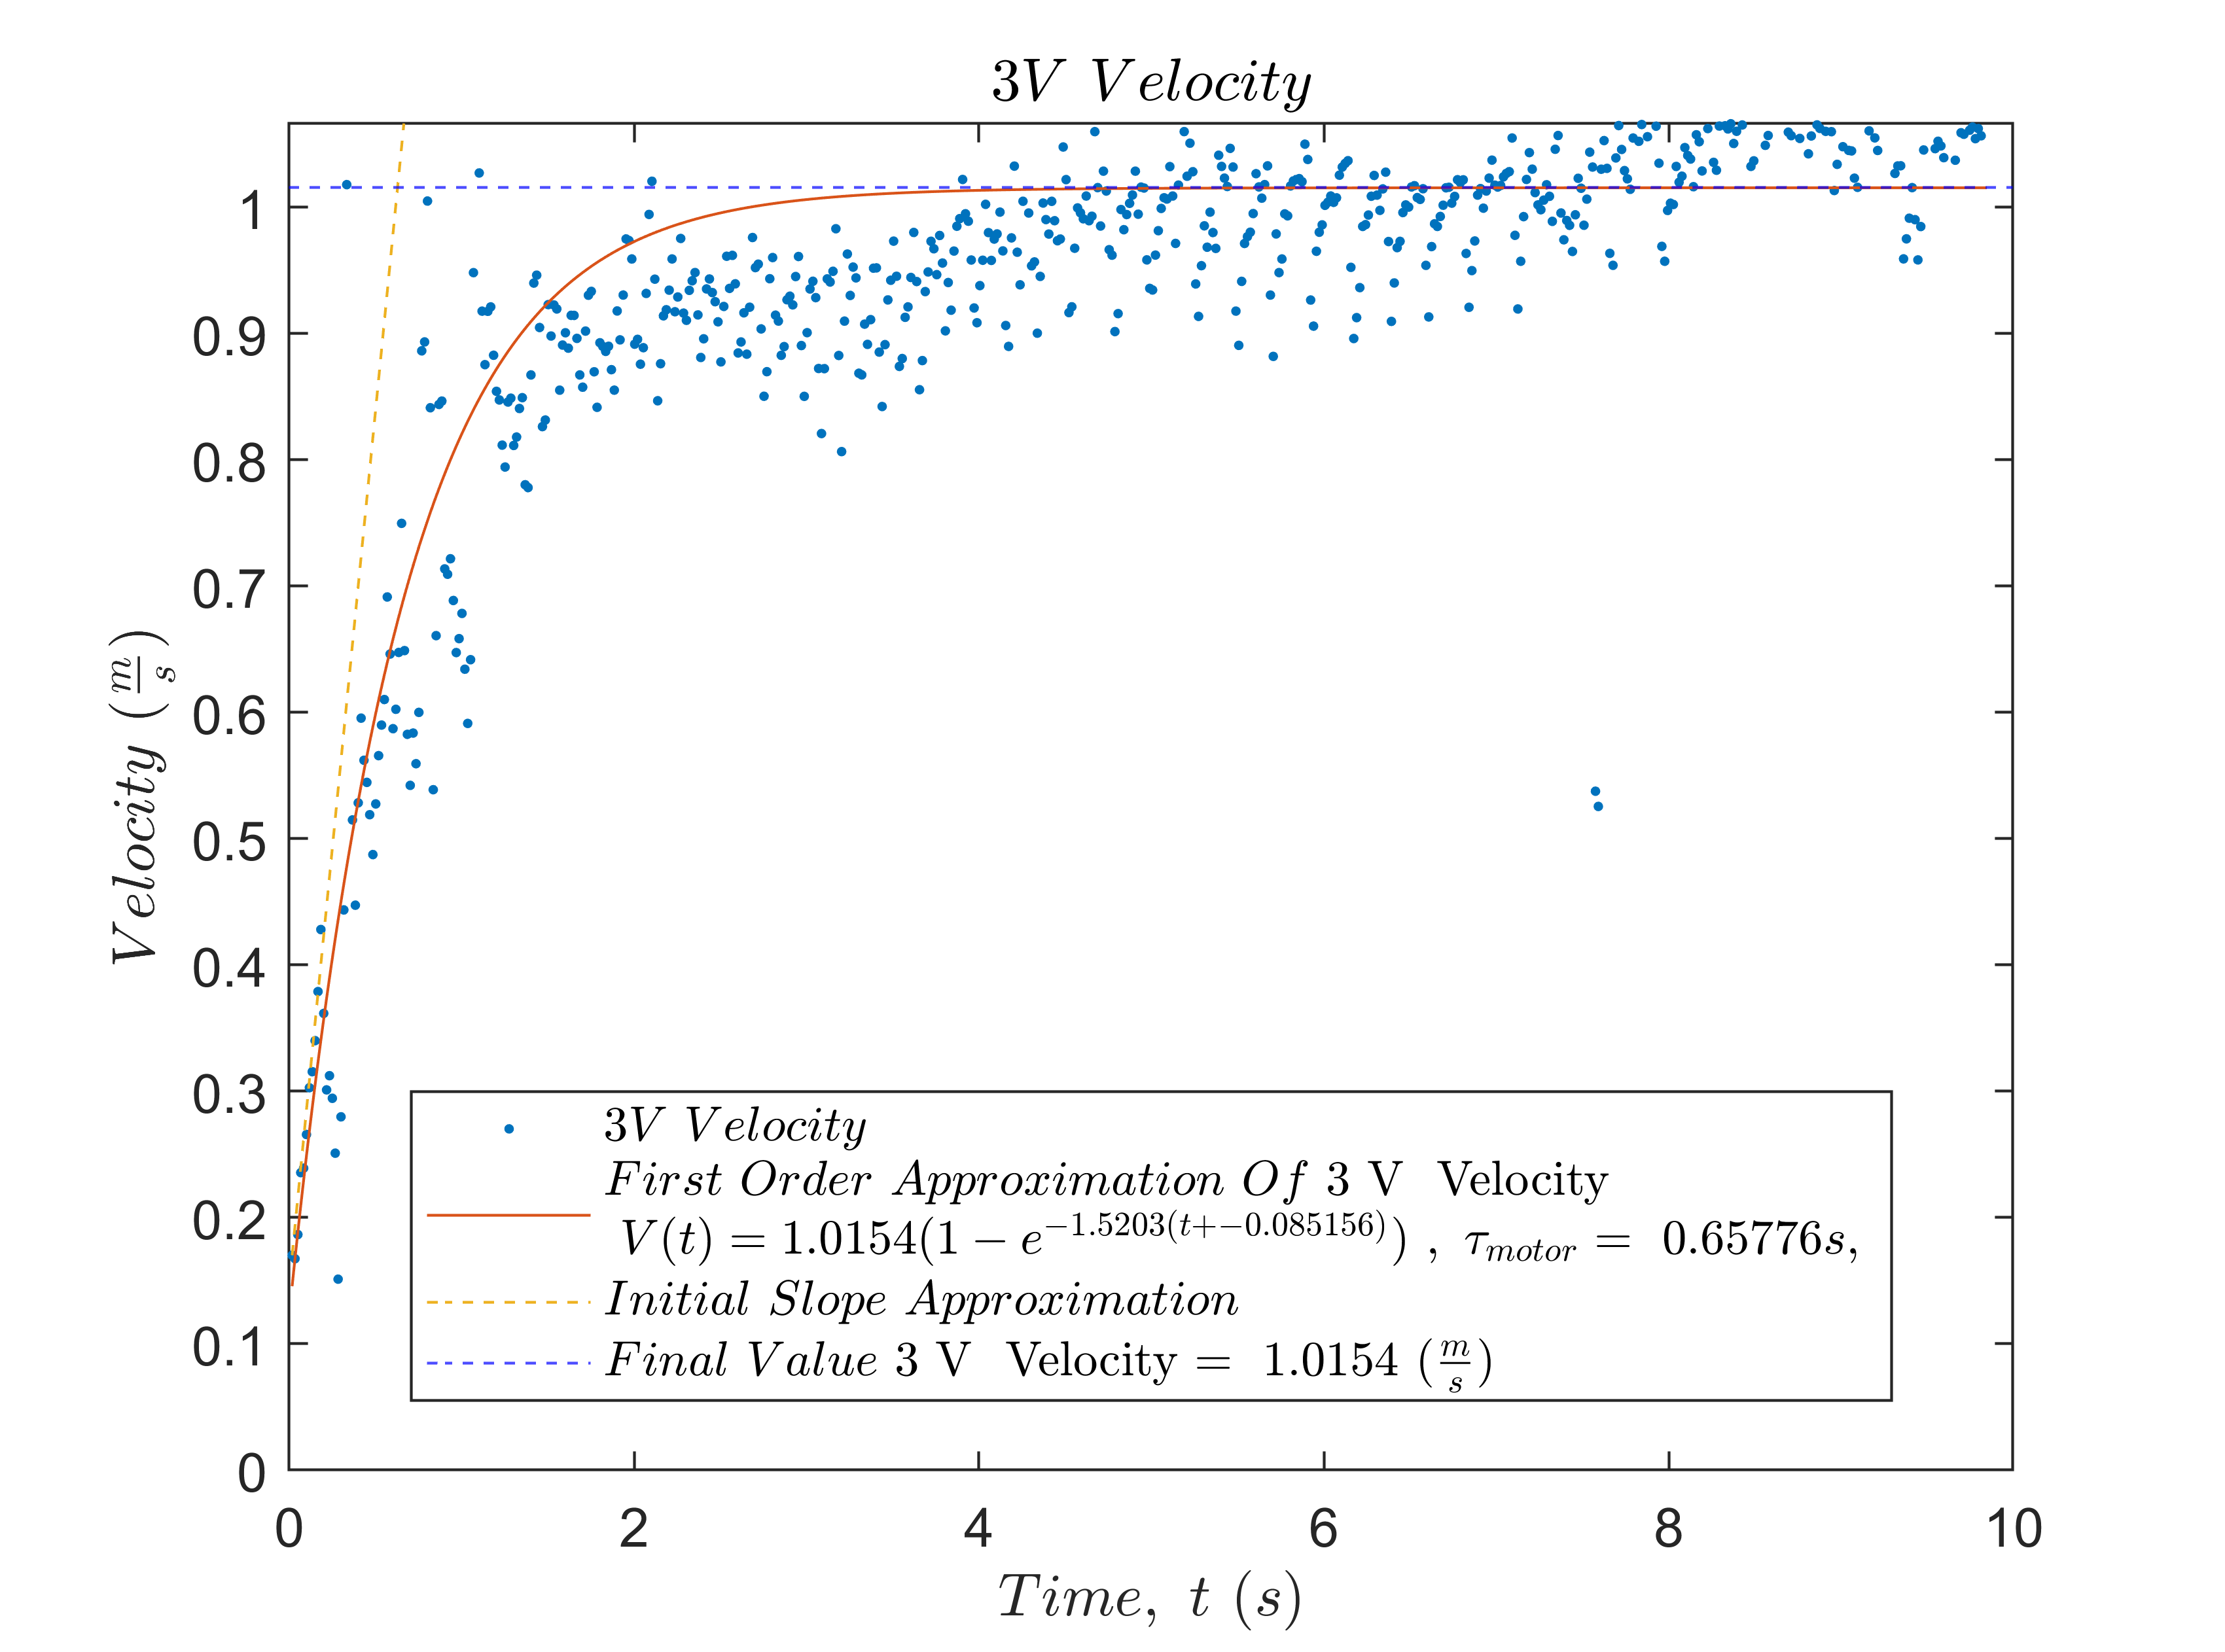 3V Velocity
1
0.9
0.8
0.7
0.6
0.5
0.4
0.3
0.2
0.1
0
Velocity (m/s)
3V Velocity
First Order Approximation Of 3 V Velocity
V(t) = 1.0154(1 − e^{−1.5203(t+−0.085156)}) , τ_{motor} = 0.65776s,
Initial Slope Approximation
Final Value 3 V Velocity = 1.0154 (m/s)
0 2 4 6 8 10
Time, t (s)